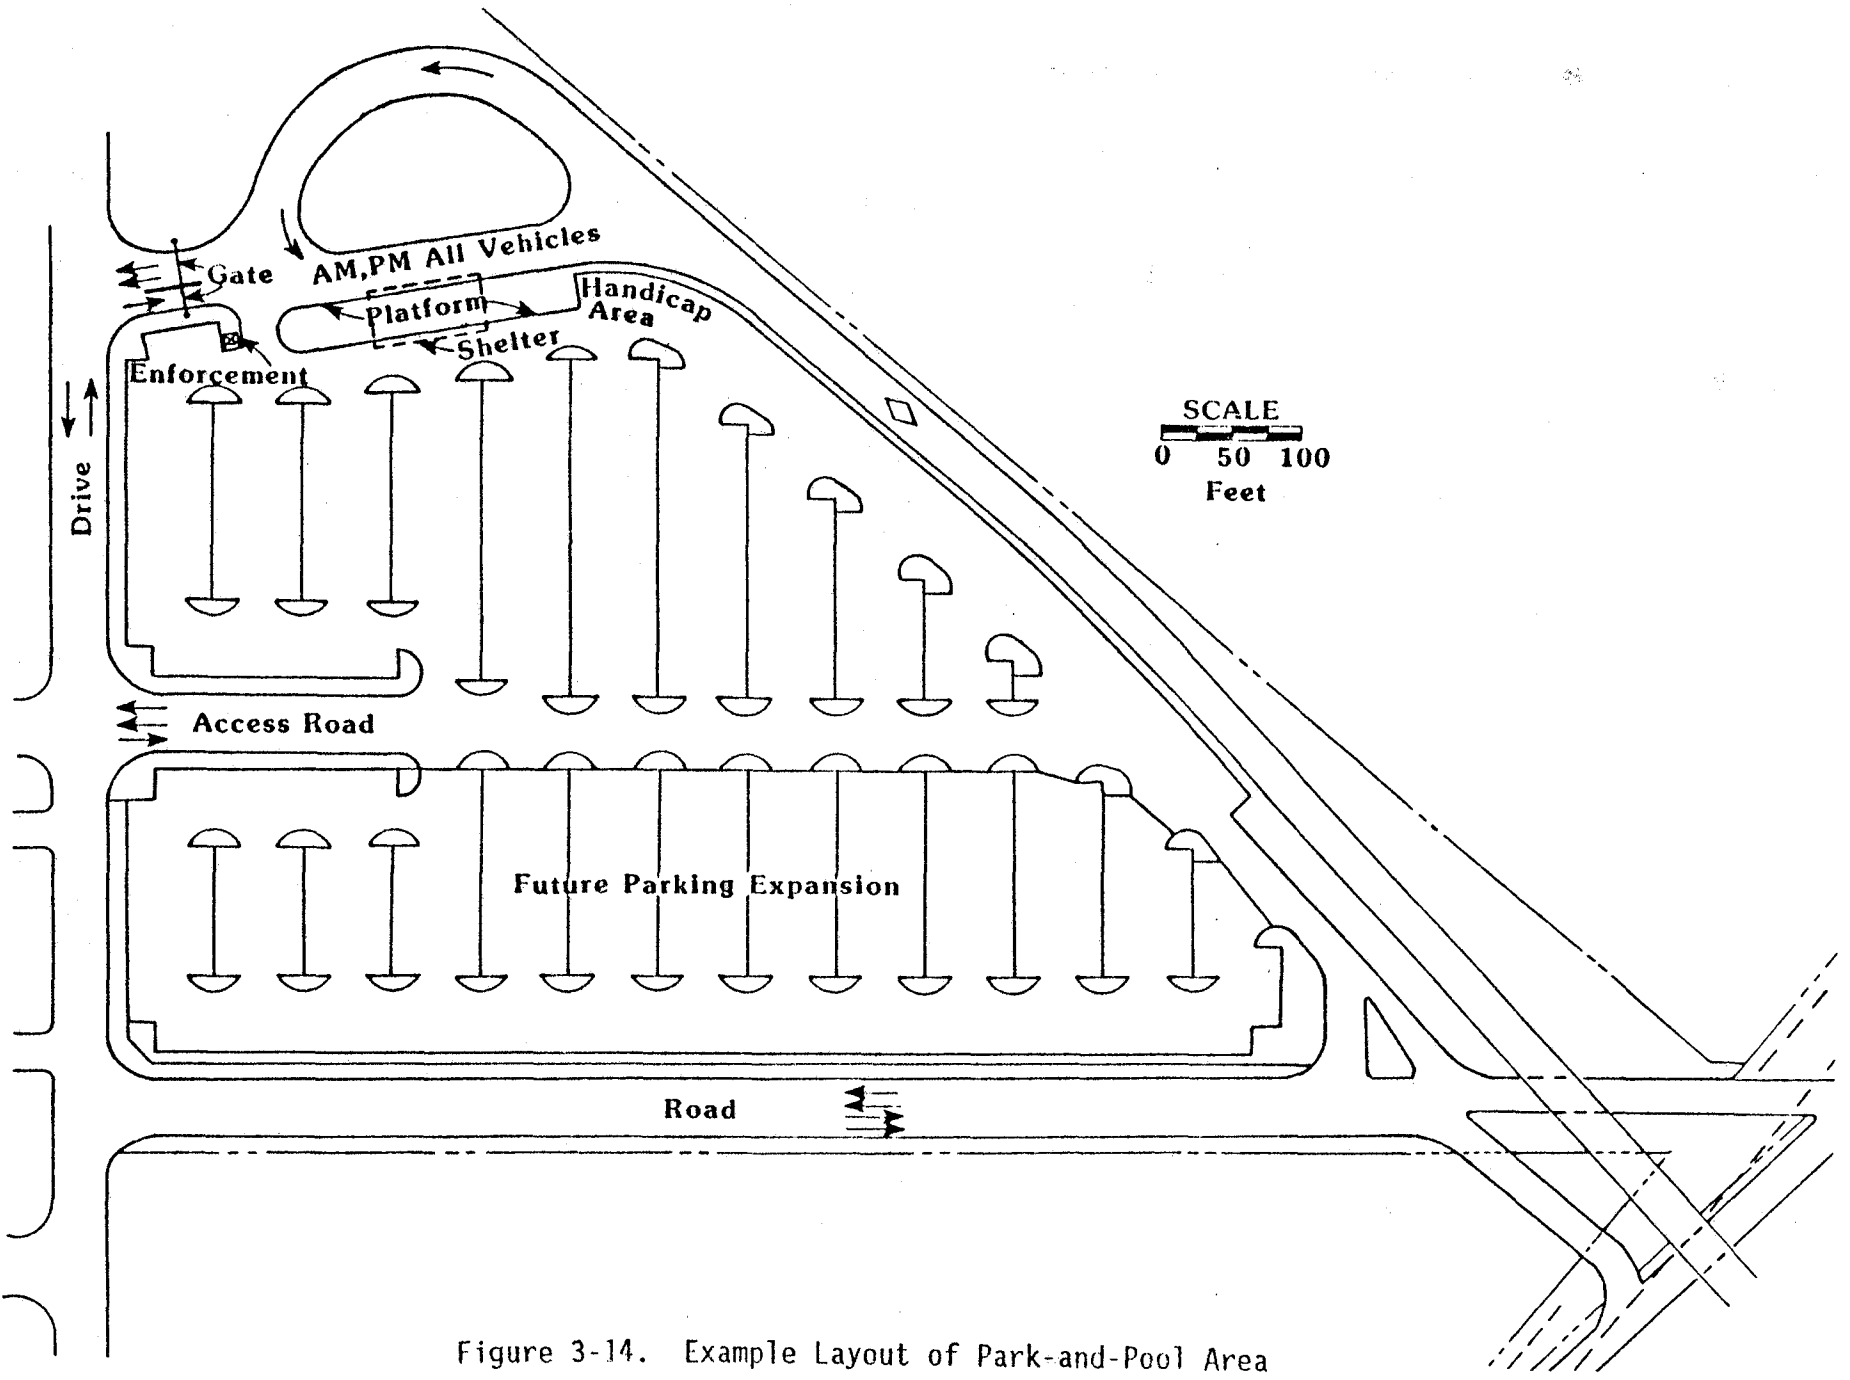 AM,PM All Vehicles
Gate
Handicap
Area
Platform
Shelter
Enforcement
SCALE
0 50 100
Feet
Drive
Access Road
Future Parking Expansion
Road
Figure 3-14. Example Layout of Park-and-Pool Area